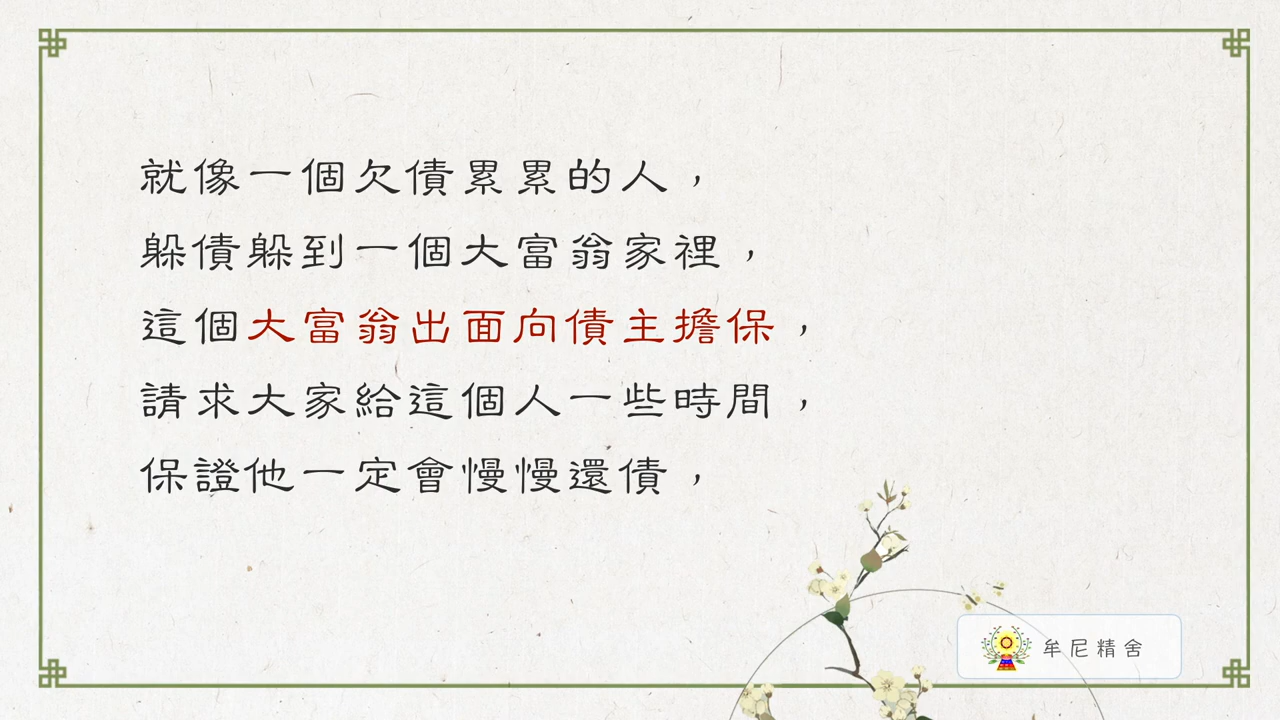 就像一個欠債累累的人，
躲債躲到一個大富翁家裡，
這個大富翁出面向債主擔保，
請求大家給這個人一些時間，
保證他一定會慢慢還債，
牟尼精舍